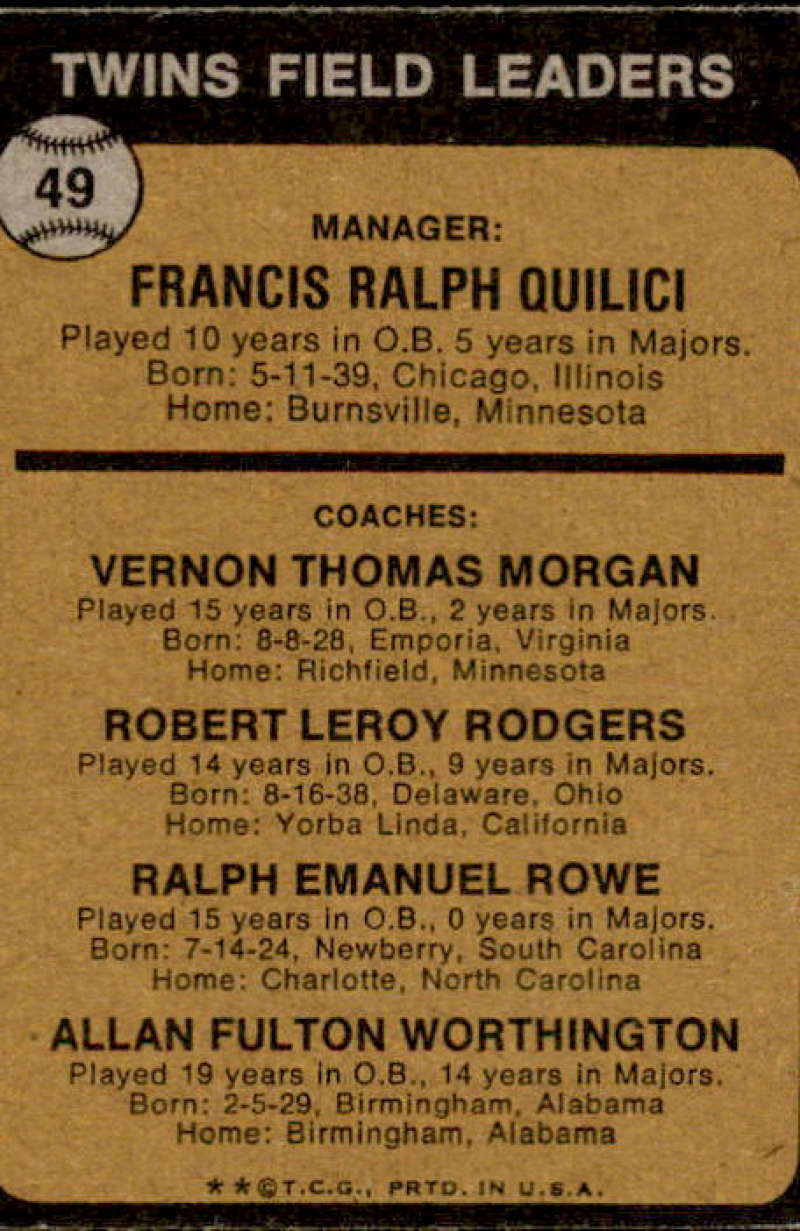 TWINS FIELD LEADERS
49
MANAGER:
FRANCIS RALPH QUILICI
Played 10 years in O.B. 5 years in Majors.
Born: 5-11-39, Chicago, Illinois
Home: Burnsville, Minnesota
COACHES:
VERNON THOMAS MORGAN
Played 15 years in O.B., 2 years in Majors.
Born: 8-8-28, Emporia, Virginia
Home: Richfield, Minnesota
ROBERT LEROY RODGERS
Played 14 years in O.B., 9 years in Majors.
Born: 8-16-38, Delaware, Ohio
Home: Yorba Linda, California
RALPH EMANUEL ROWE
Played 15 years in O.B., 0 years in Majors.
Born: 7-14-24, Newberry, South Carolina
Home: Charlotte, North Carolina
ALLAN FULTON WORTHINGTON
Played 19 years in O.B., 14 years in Majors.
Born: 2-5-29, Birmingham, Alabama
Home: Birmingham, Alabama
* * © T.C.G., PRTD. IN U.S.A.